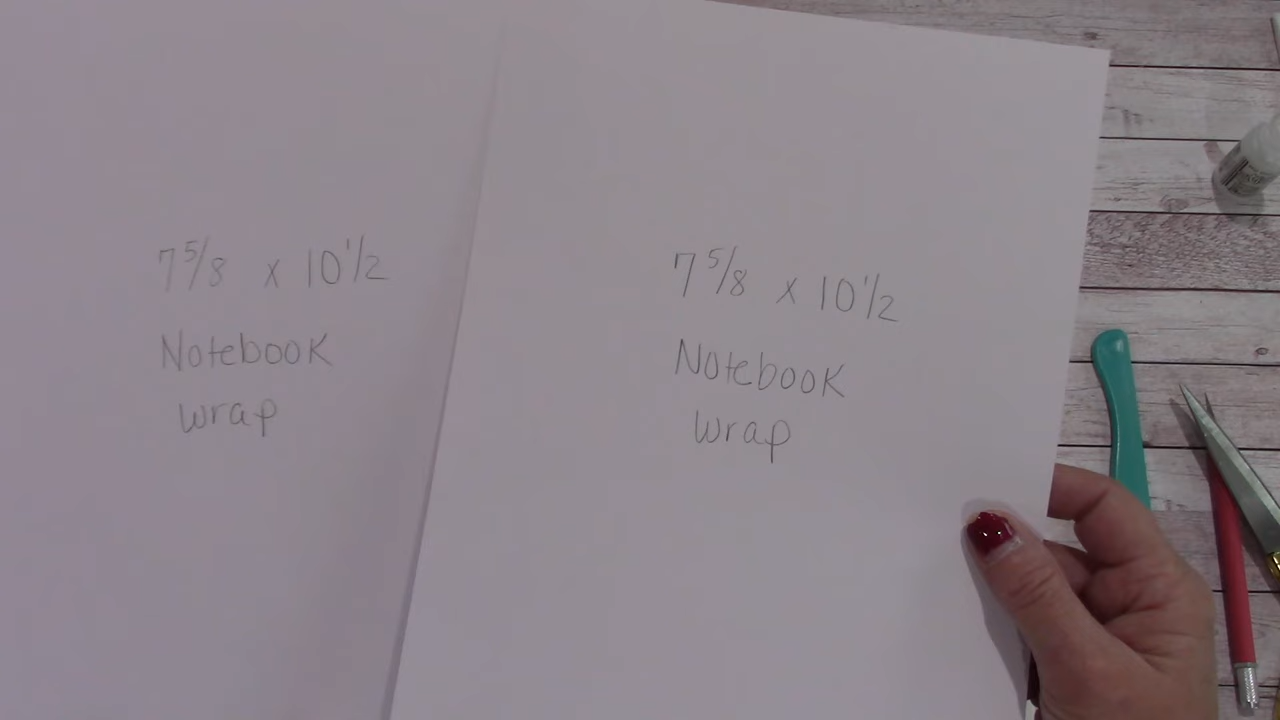 7 5/8 x 10 1/2
Notebook
wrap
7 5/8 x 10 1/2
Notebook
wrap